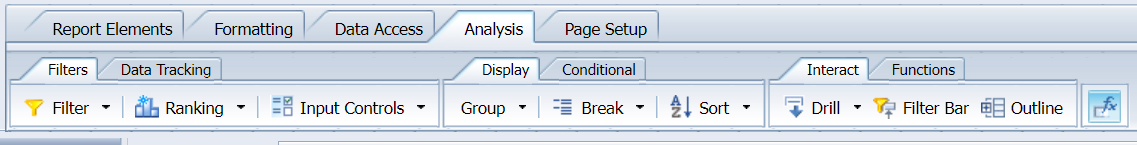 Report Elements Formatting Data Access Analysis Page Setup
Filters Data Tracking Display Conditional Interact Functions
Filter Ranking Input Controls Group Break A Z Sort Drill Filter Bar Outline fx